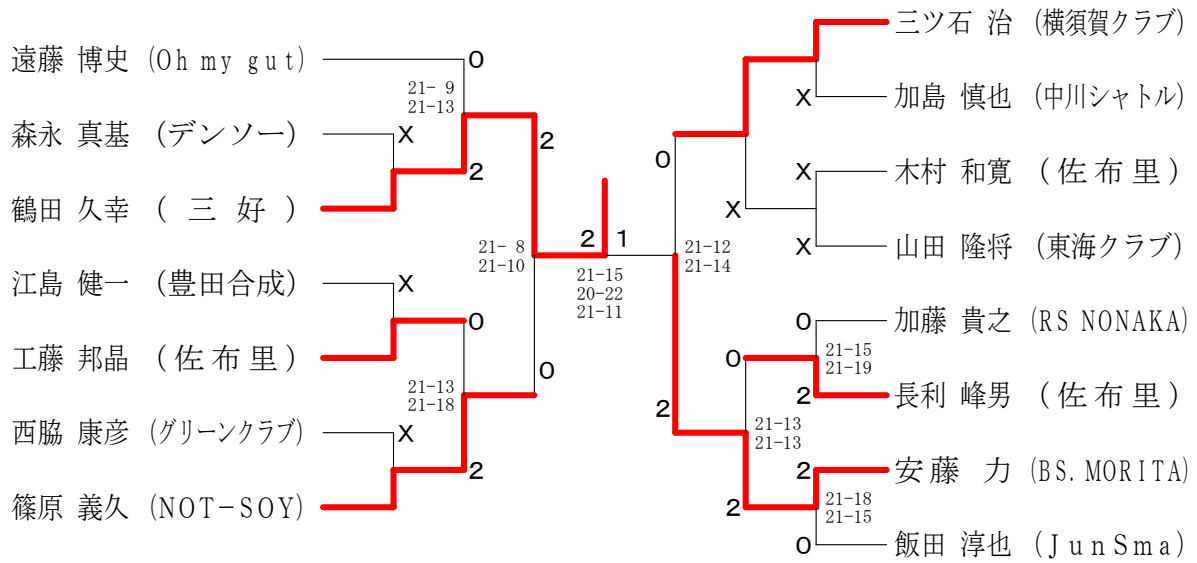 遠藤 博史 (Oh my gut)
0
21- 9
21-13
森永 真基 (デンソー)
X
2
2
鶴田 久幸 (三好)
江島 健一 (豊田合成)
X
0
21- 8
21-10
工藤 邦晶 (佐布里)
21-13
21-18
0
西脇 康彦 (グリーンクラブ)
X
2
篠原 義久 (NOT-SOY)
2 1
21-15
20-22
21-11
三ツ石 治 (横須賀クラブ)
X
加島 慎也 (中川シャトル)
0
X
木村 和寛 (佐布里)
X
X
山田 隆将 (東海クラブ)
21-12
21-14
0
加藤 貴之 (RS NONAKA)
0
21-15
21-19
2
2
長利 峰男 (佐布里)
21-13
21-13
2
安藤 力 (BS. MORITA)
2
21-18
21-15
0
飯田 淳也 (JunSma)